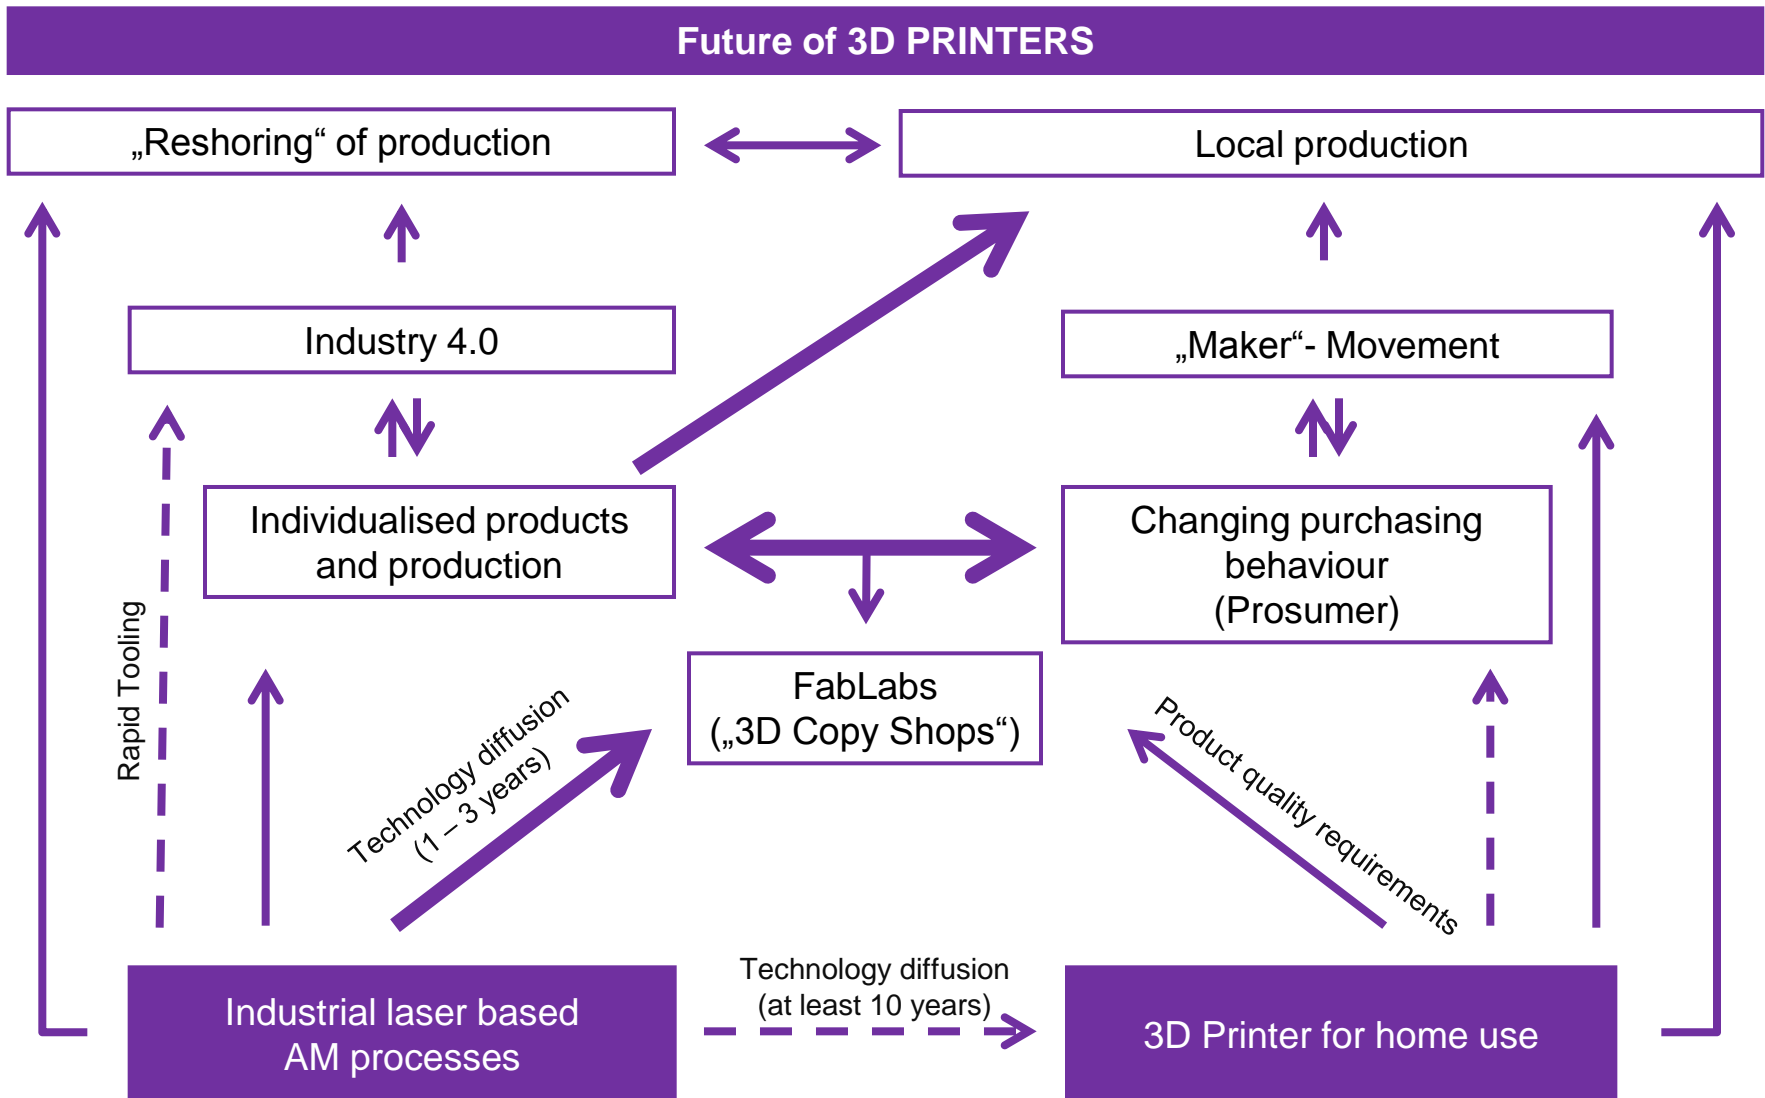 Future of 3D PRINTERS
„Reshoring“ of production
Local production
Industry 4.0
„Maker“- Movement
Individualised products
and production
Changing purchasing
behaviour
(Prosumer)
Rapid Tooling
FabLabs
(„3D Copy Shops“)
Technology diffusion
(1 – 3 years)
Product quality requirements
Technology diffusion
(at least 10 years)
Industrial laser based
AM processes
3D Printer for home use